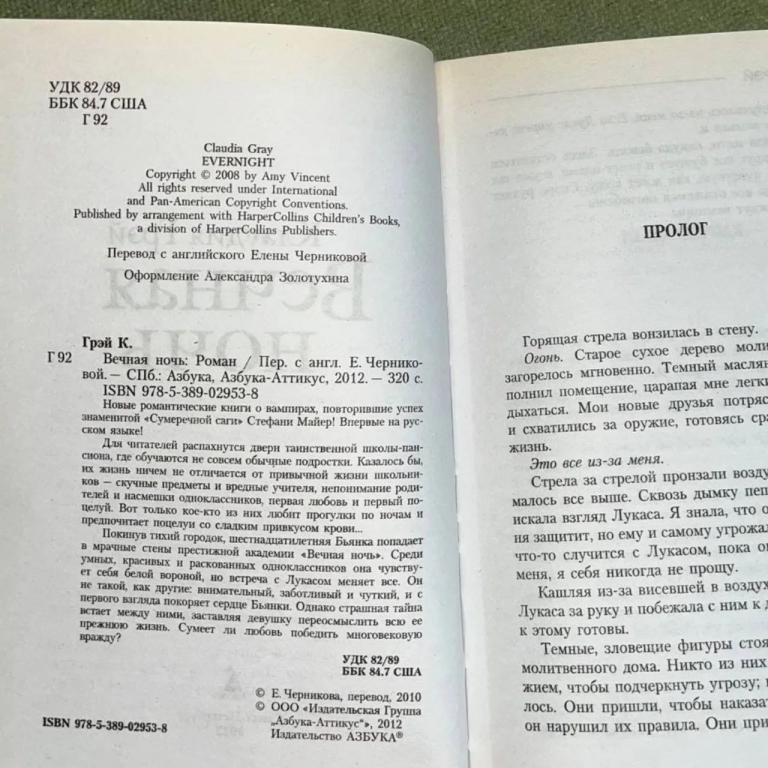 УДК 82/89
ББК 84.7 США
Г 92
Claudia Gray
EVERNIGHT
Copyright © 2008 by Amy Vincent
All rights reserved under International
and Pan-American Copyright Conventions.
Published by arrangement with HarperCollins Children's Books,
a division of HarperCollins Publishers.
Перевод с английского Елены Черниковой
Оформление Александра Золотухина
Грэй К.
Г 92 Вечная ночь: Роман / Пер. с англ. Е. Чернико-
вой. — СПб.: Азбука, Азбука-Аттикус, 2012. — 320 с.
ISBN 978-5-389-02953-8
Новые романтические книги о вампирах, повторившие успех
знаменитой «Сумеречной саги» Стефани Майер! Впервые на рус-
ском языке!
Для читателей распахнутся двери таинственной школы-пан-
сиона, где обучаются не совсем обычные подростки. Казалось бы,
их жизнь ничем не отличается от привычной жизни школьни-
ков — скучные предметы и вредные учителя, непонимание роди-
телей и насмешки одноклассников, первая любовь и первый по-
целуй. Вот только кое-кто из них любит прогулки по ночам и
предпочитает поцелуи со сладким привкусом крови...
Покинув тихий городок, шестнадцатилетняя Бьянка попадает
в мрачные стены престижной академии «Вечная ночь». Среди
умных, красивых и раскованных одноклассников она чувству-
ет себя белой вороной, но встреча с Лукасом меняет все. Он
не такой, как другие: внимательный, заботливый и чуткий, и с
первого взгляда покоряет сердце Бьянки. Однако страшная тайна
встает между ними, заставляя девушку переосмыслить всю ее
прежнюю жизнь. Сумеет ли любовь победить многовековую
вражду?
УДК 82/89
ББК 84.7 США
© Е. Черникова, перевод, 2010
© ООО «Издательская Группа
„Азбука-Аттикус“», 2012
Издательство АЗБУКА®
ISBN 978-5-389-02953-8
ПРОЛОГ
Горящая стрела вонзилась в стену.
Огонь. Старое сухое дерево моли
загорелось мгновенно. Темный маслян
полнил помещение, царапая мне легки
дыхаться. Мои новые друзья потряс
и схватились за оружие, готовясь сра
жизнь.
Это все из-за меня.
Стрела за стрелой пронзали возду
малось все выше. Сквозь дымку пеп
искала взгляд Лукаса. Я знала, что о
ня защитит, но ему и самому угрожал
что-то случится с Лукасом, пока он
меня, я себя никогда не прощу.
Кашляя из-за висевшей в воздух
Лукаса за руку и побежала с ним к д
к этому готовы.
Темные, зловещие фигуры стоя
молитвенного дома. Никто из них
жием, чтобы подчеркнуть угрозу;
лось. Они пришли, чтобы наказат
он нарушил их правила. Они при